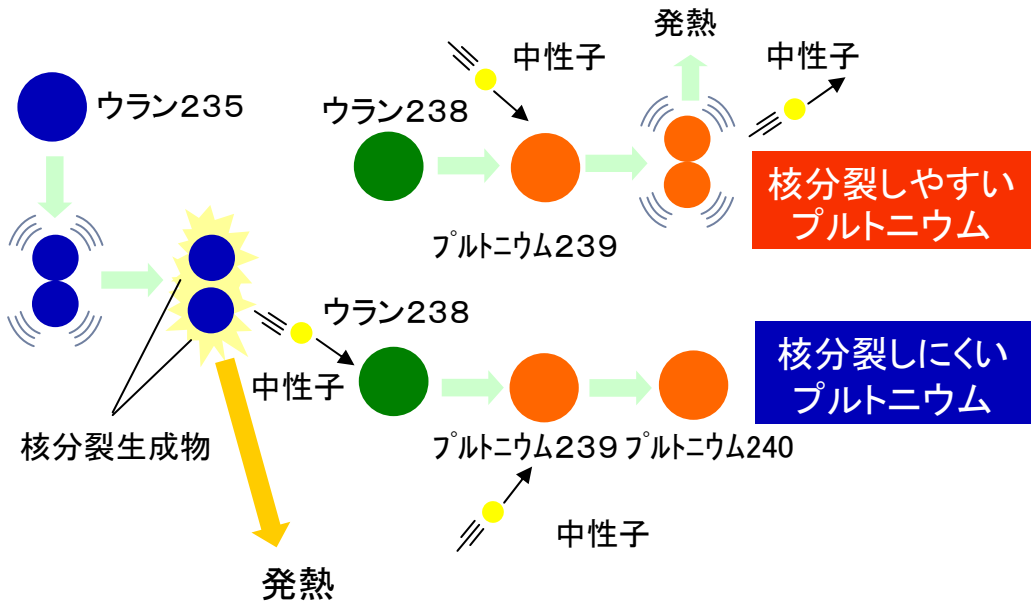 発熱
中性子
中性子
ウラン２３５
ウラン２３８
プルトニウム２３９
核分裂しやすい
プルトニウム
ウラン２３８
中性子
核分裂しにくい
プルトニウム
核分裂生成物
プルトニウム２３９
プルトニウム240
中性子
発熱